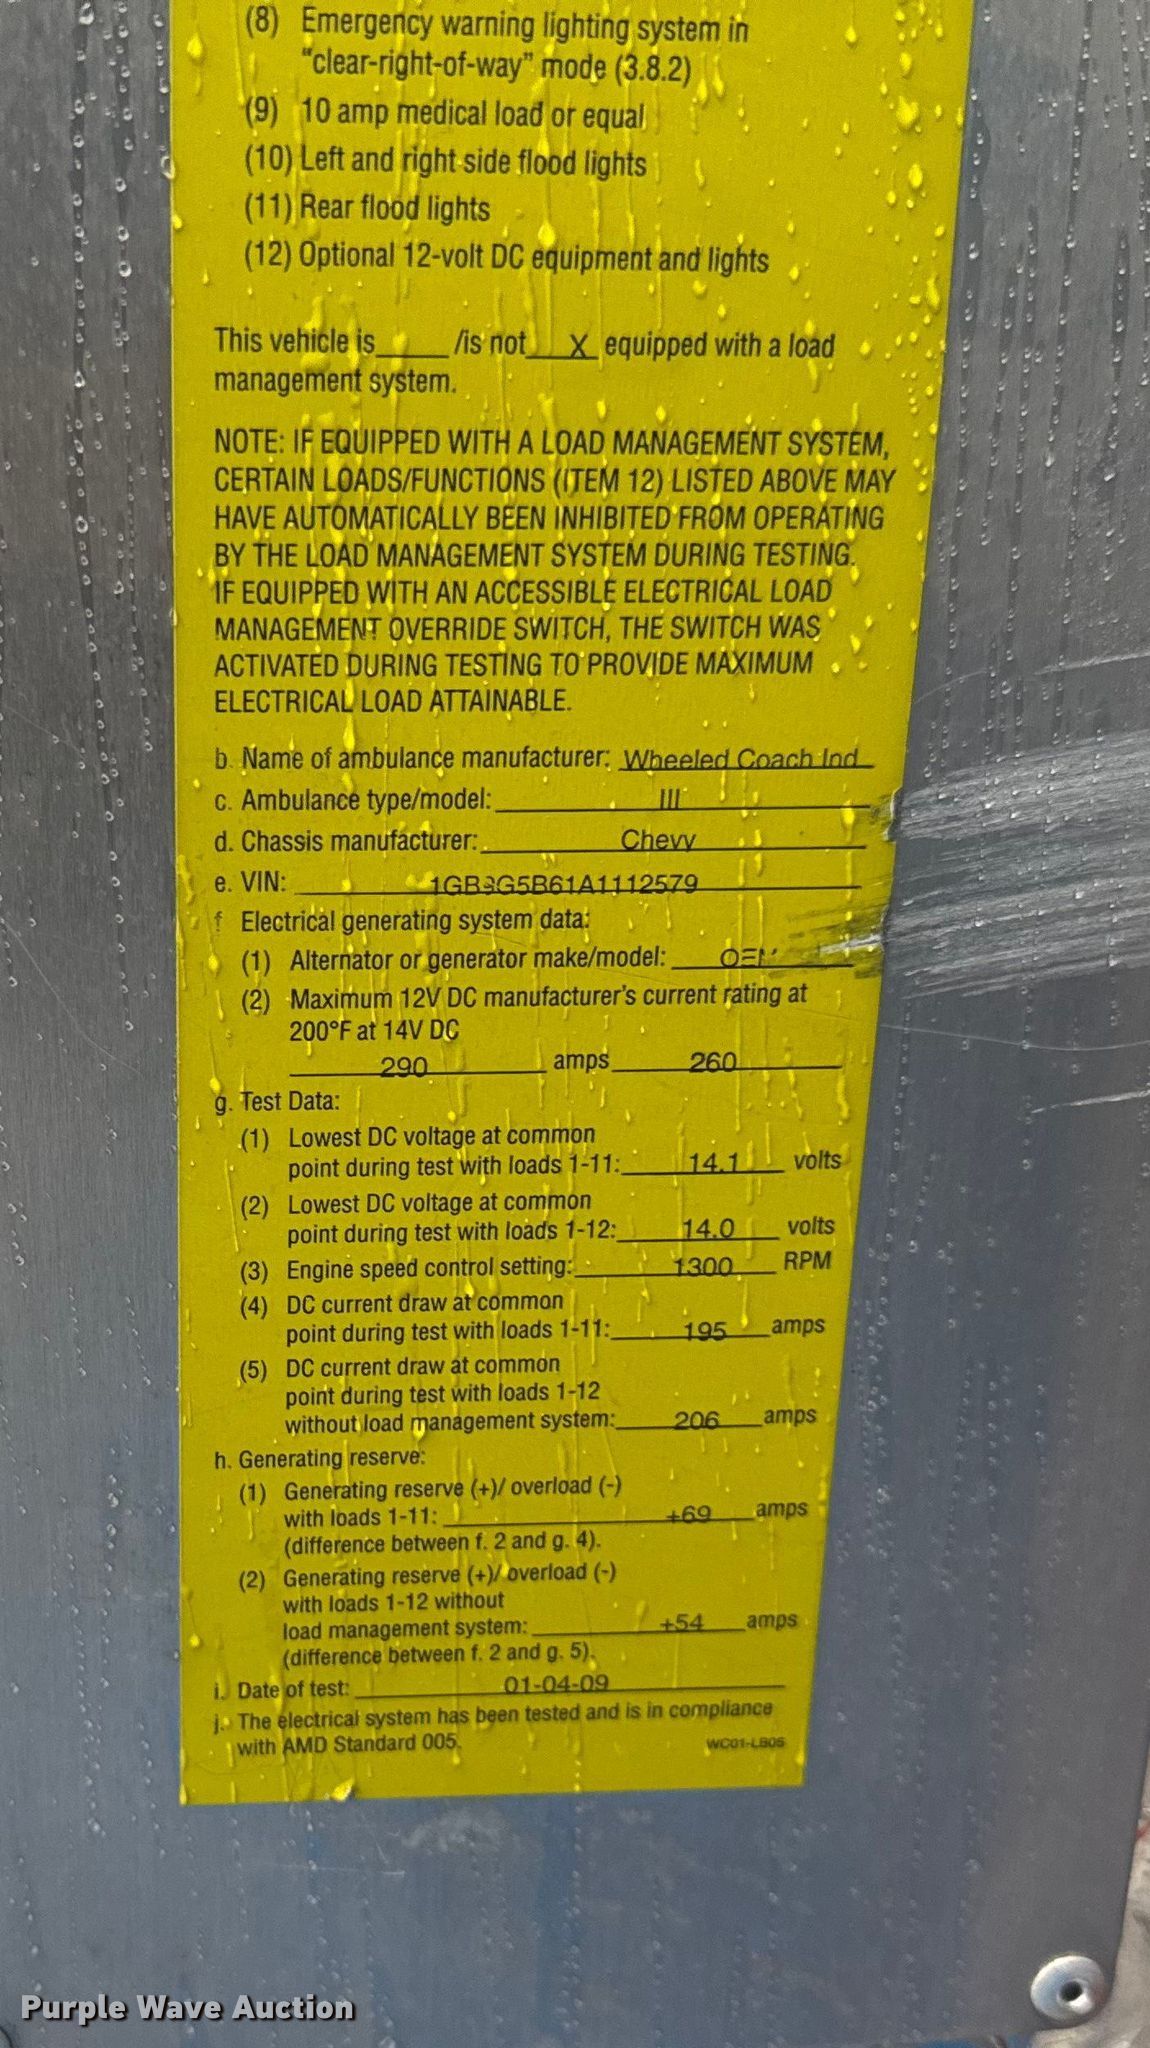 (8) Emergency warning lighting system in
"clear-right-of-way" mode (3.8.2)
(9) 10 amp medical load or equal
(10) Left and right side flood lights
(11) Rear flood lights
(12) Optional 12-volt DC equipment and lights
This vehicle is____/is not__X__equipped with a load
management system.
NOTE: IF EQUIPPED WITH A LOAD MANAGEMENT SYSTEM,
CERTAIN LOADS/FUNCTIONS (ITEM 12) LISTED ABOVE MAY
HAVE AUTOMATICALLY BEEN INHIBITED FROM OPERATING
BY THE LOAD MANAGEMENT SYSTEM DURING TESTING.
IF EQUIPPED WITH AN ACCESSIBLE ELECTRICAL LOAD
MANAGEMENT OVERRIDE SWITCH, THE SWITCH WAS
ACTIVATED DURING TESTING TO PROVIDE MAXIMUM
ELECTRICAL LOAD ATTAINABLE.
b. Name of ambulance manufacturer: Wheeled Coach Ind
c. Ambulance type/model: III
d. Chassis manufacturer: Chevy
e. VIN: 1GB3G5B61A1112579
f Electrical generating system data:
(1) Alternator or generator make/model: OEM
(2) Maximum 12V DC manufacturer's current rating at
200°F at 14V DC
290 amps 260
g. Test Data:
(1) Lowest DC voltage at common
point during test with loads 1-11: 14.1 volts
(2) Lowest DC voltage at common
point during test with loads 1-12: 14.0 volts
(3) Engine speed control setting: 1300 RPM
(4) DC current draw at common
point during test with loads 1-11: 195 amps
(5) DC current draw at common
point during test with loads 1-12
without load management system: 206 amps
h. Generating reserve:
(1) Generating reserve (+)/ overload (-)
with loads 1-11: +69 amps
(difference between f. 2 and g. 4).
(2) Generating reserve (+)/ overload (-)
with loads 1-12 without
load management system: +54 amps
(difference between f. 2 and g. 5).
i. Date of test: 01-04-09
j. The electrical system has been tested and is in compliance
with AMD Standard 005.
WC01-LB05
Purple Wave Auction